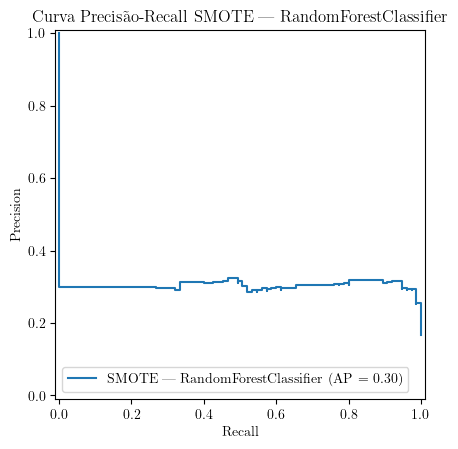 Curva Precisão-Recall SMOTE — RandomForestClassifier
1.0
0.8
0.6
0.4
0.2
0.0
Precision
SMOTE — RandomForestClassifier (AP = 0.30)
0.0 0.2 0.4 0.6 0.8 1.0
Recall